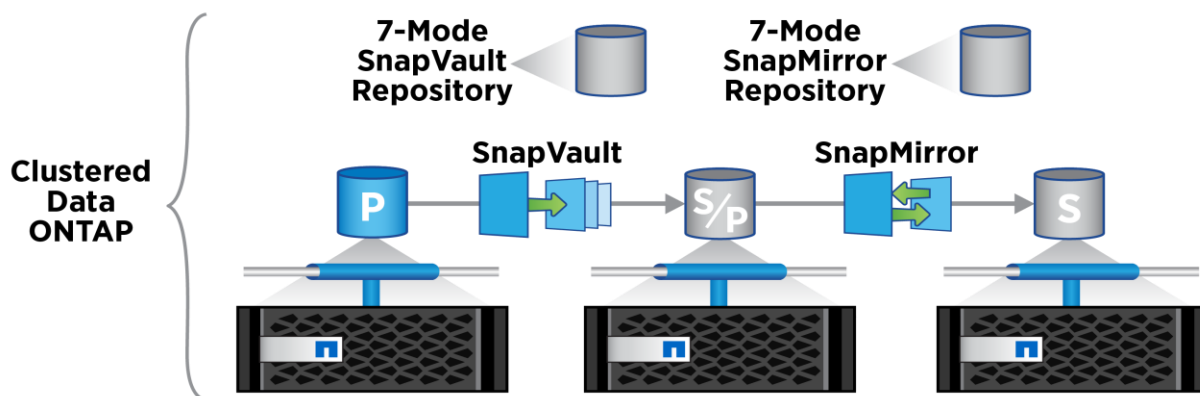 7-Mode
SnapVault
Repository
7-Mode
SnapMirror
Repository
Clustered
Data
ONTAP
SnapVault
SnapMirror
P
S/P
S